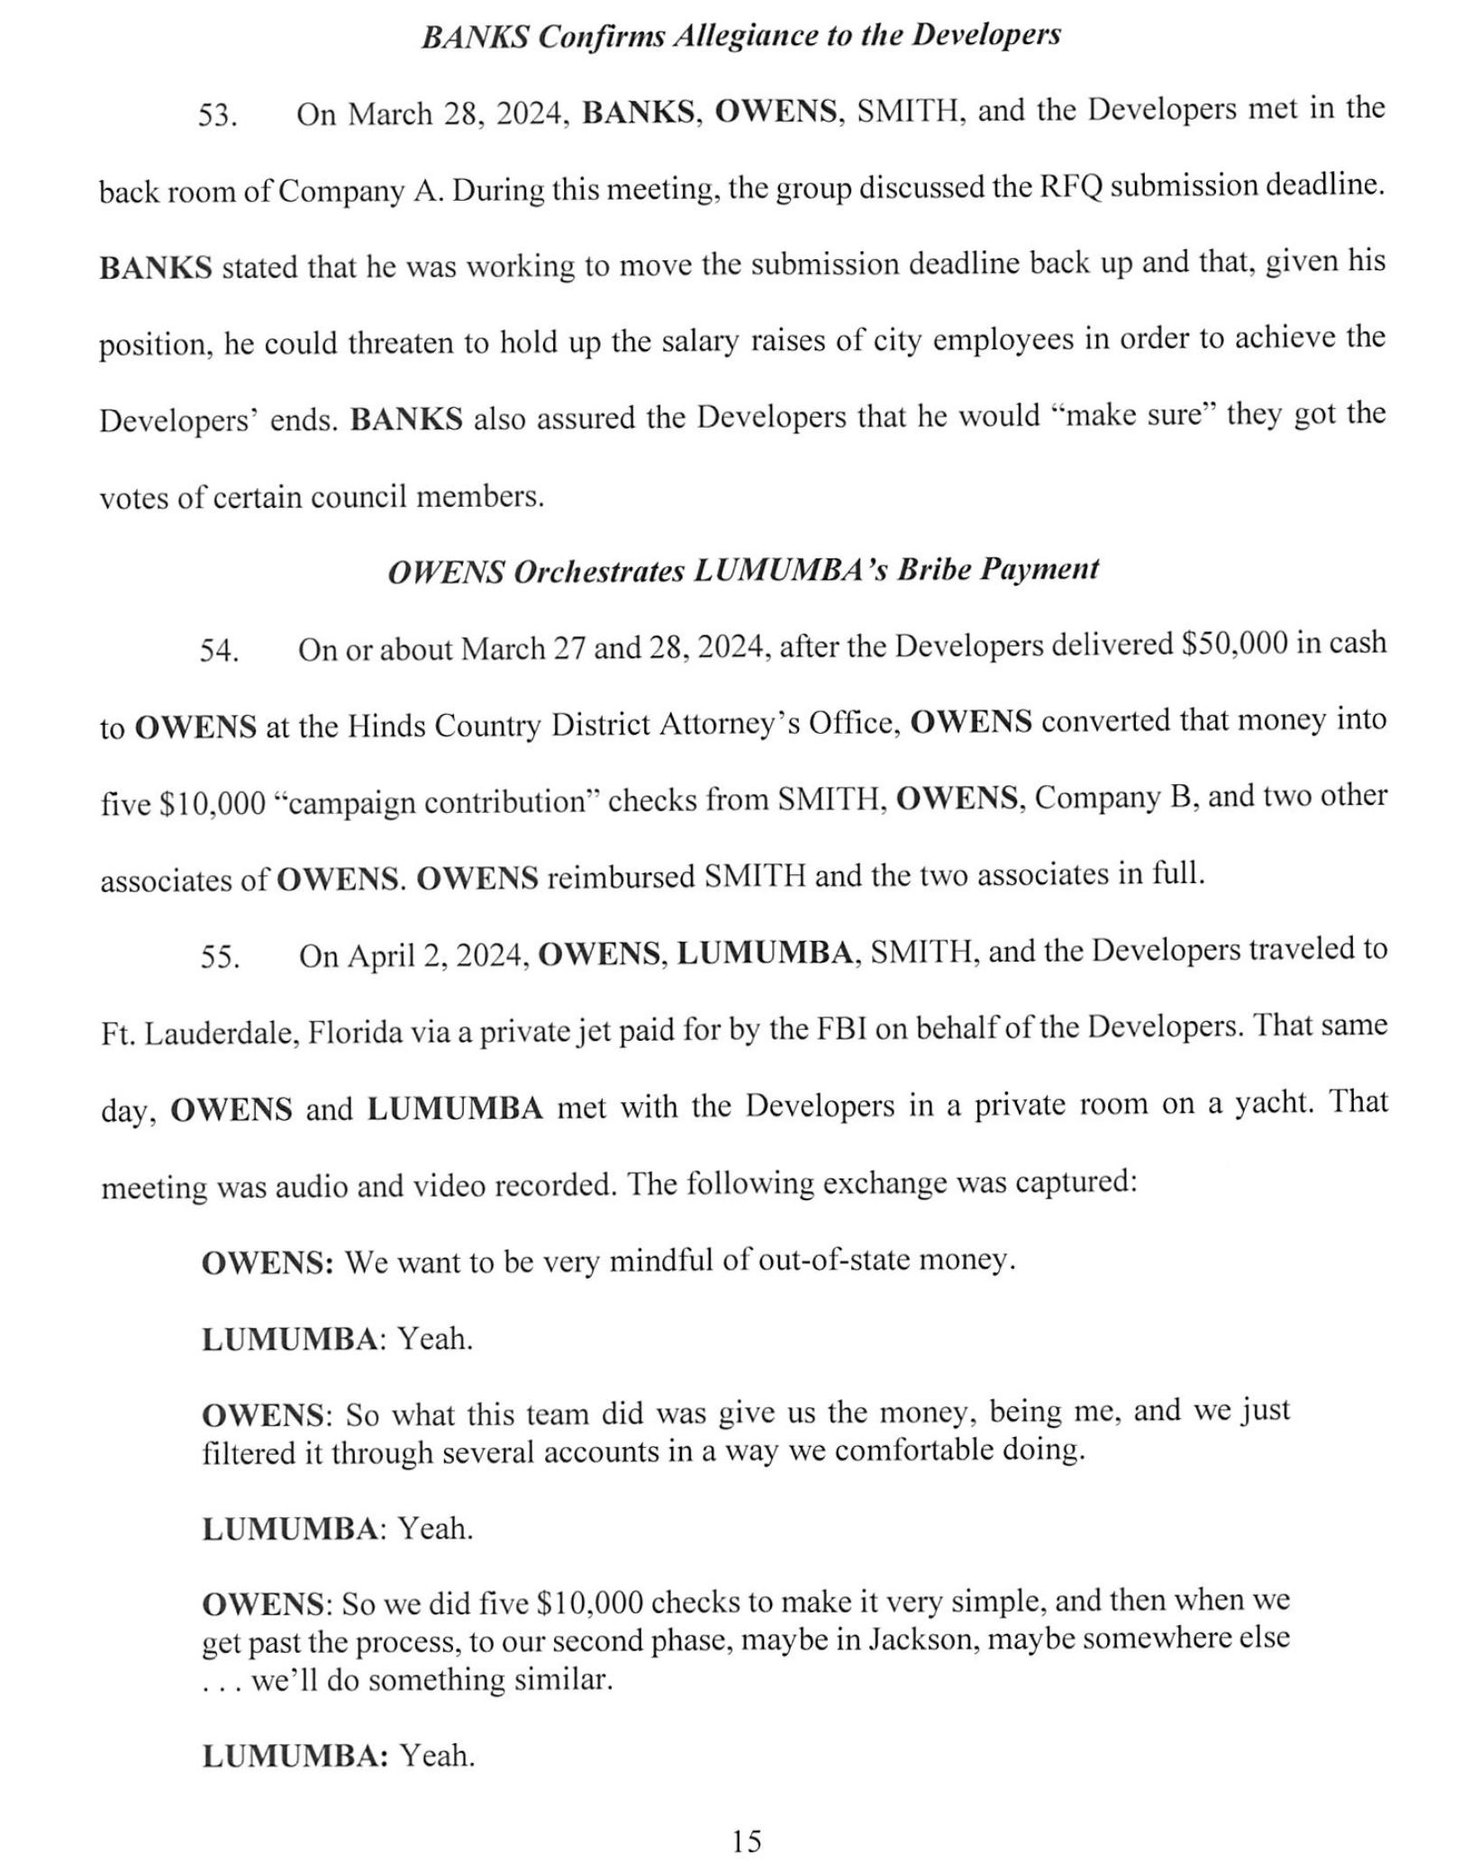 BANKS Confirms Allegiance to the Developers
53. On March 28, 2024, BANKS, OWENS, SMITH, and the Developers met in the
back room of Company A. During this meeting, the group discussed the RFQ submission deadline.
BANKS stated that he was working to move the submission deadline back up and that, given his
position, he could threaten to hold up the salary raises of city employees in order to achieve the
Developers’ ends. BANKS also assured the Developers that he would “make sure” they got the
votes of certain council members.
OWENS Orchestrates LUMUMBA’s Bribe Payment
54. On or about March 27 and 28, 2024, after the Developers delivered $50,000 in cash
to OWENS at the Hinds Country District Attorney’s Office, OWENS converted that money into
five $10,000 “campaign contribution” checks from SMITH, OWENS, Company B, and two other
associates of OWENS. OWENS reimbursed SMITH and the two associates in full.
55. On April 2, 2024, OWENS, LUMUMBA, SMITH, and the Developers traveled to
Ft. Lauderdale, Florida via a private jet paid for by the FBI on behalf of the Developers. That same
day, OWENS and LUMUMBA met with the Developers in a private room on a yacht. That
meeting was audio and video recorded. The following exchange was captured:
OWENS: We want to be very mindful of out-of-state money.
LUMUMBA: Yeah.
OWENS: So what this team did was give us the money, being me, and we just
filtered it through several accounts in a way we comfortable doing.
LUMUMBA: Yeah.
OWENS: So we did five $10,000 checks to make it very simple, and then when we
get past the process, to our second phase, maybe in Jackson, maybe somewhere else
. . . we’ll do something similar.
LUMUMBA: Yeah.
15